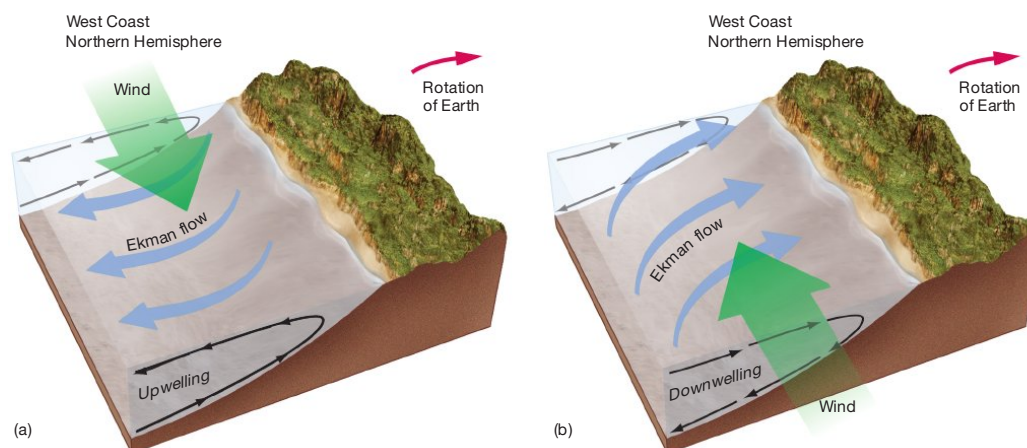 West Coast
Northern Hemisphere
Wind
Rotation
of Earth
Ekman flow
Upwelling
(a)
West Coast
Northern Hemisphere
Rotation
of Earth
Ekman flow
Downwelling
Wind
(b)